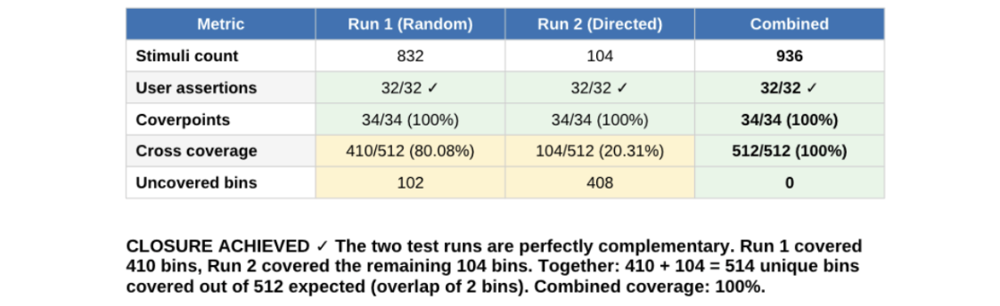 Metric Run 1 (Random) Run 2 (Directed) Combined
Stimuli count 832 104 936
User assertions 32/32 ✓ 32/32 ✓ 32/32 ✓
Coverpoints 34/34 (100%) 34/34 (100%) 34/34 (100%)
Cross coverage 410/512 (80.08%) 104/512 (20.31%) 512/512 (100%)
Uncovered bins 102 408 0
CLOSURE ACHIEVED ✓ The two test runs are perfectly complementary. Run 1 covered
410 bins, Run 2 covered the remaining 104 bins. Together: 410 + 104 = 514 unique bins
covered out of 512 expected (overlap of 2 bins). Combined coverage: 100%.